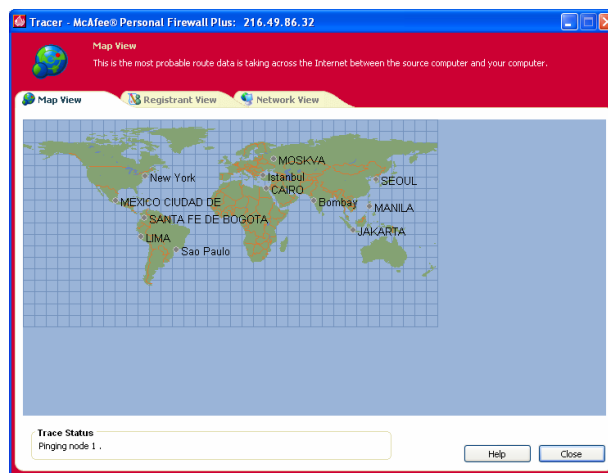 Tracer - McAfee® Personal Firewall Plus: 216.49.86.32
Map View
This is the most probable route data is taking across the Internet between the source computer and your computer.
Map View
Registrant View
Network View
MOSKVA
New York
Istanbul
SEOUL
CAIRO
MEXICO CIUDAD DE
Bombay
MANILA
SANTA FE DE BOGOTA
LIMA
JAKARTA
Sao Paulo
Trace Status
Pinging node 1 .
Help
Close